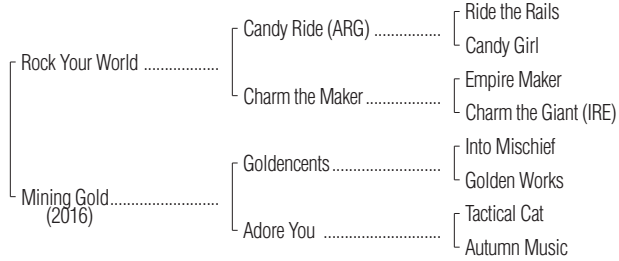 Ride the Rails
Candy Ride (ARG) ................
Candy Girl
Rock Your World ..................
Empire Maker
Charm the Maker..................
Charm the Giant (IRE)
Into Mischief
Goldencents..........................
Golden Works
Mining Gold..........................
(2016)
Tactical Cat
Adore You ............................
Autumn Music